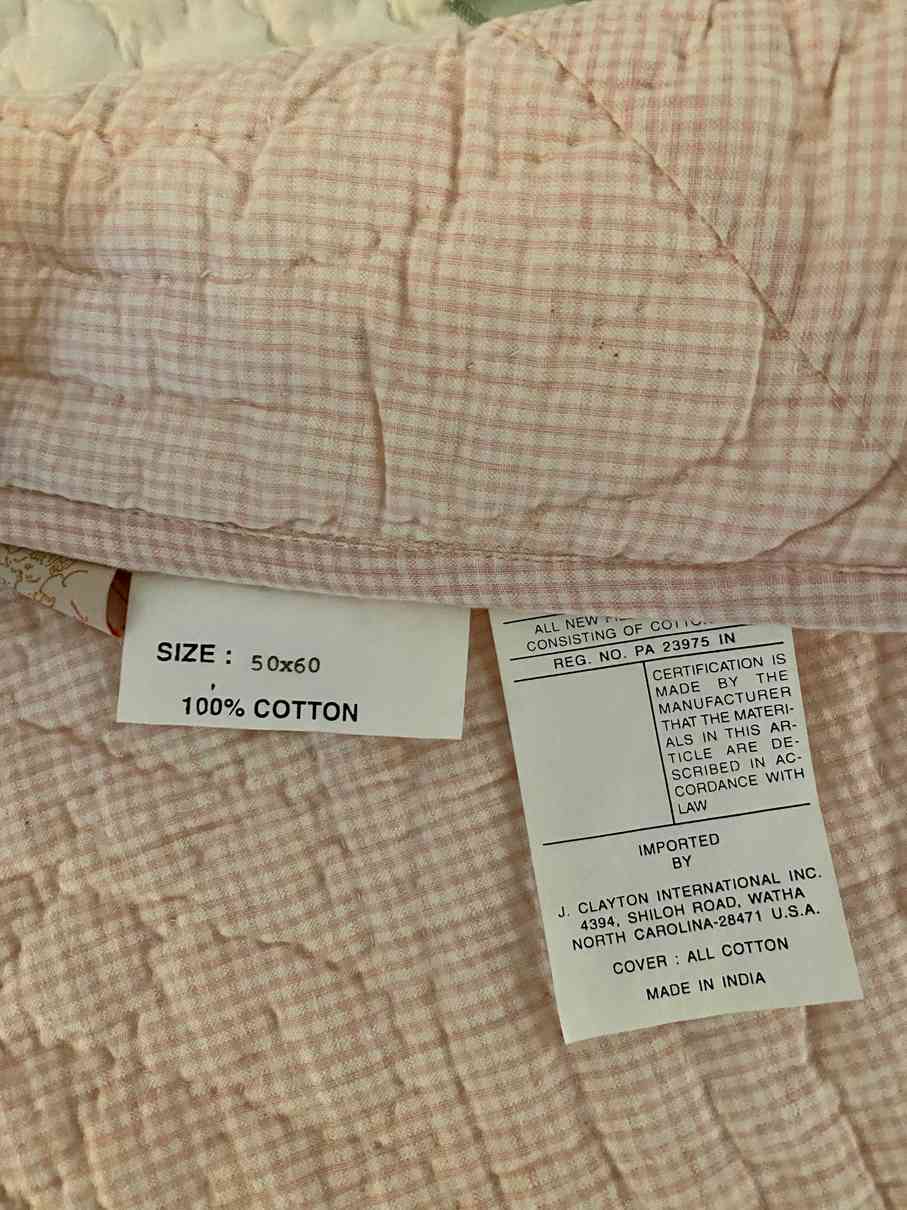 SIZE : 50x60
100% COTTON
ALL NEW
CONSISTING OF
REG. NO. PA 23975 IN
CERTIFICATION IS
MADE BY THE
MANUFACTURER
THAT THE MATERI-
ALS IN THIS AR-
TICLE ARE DE-
SCRIBED IN AC-
CORDANCE WITH
LAW
IMPORTED
BY
J. CLAYTON INTERNATIONAL INC.
4394, SHILOH ROAD, WATHA
NORTH CAROLINA-28471 U.S.A.
COVER : ALL COTTON
MADE IN INDIA